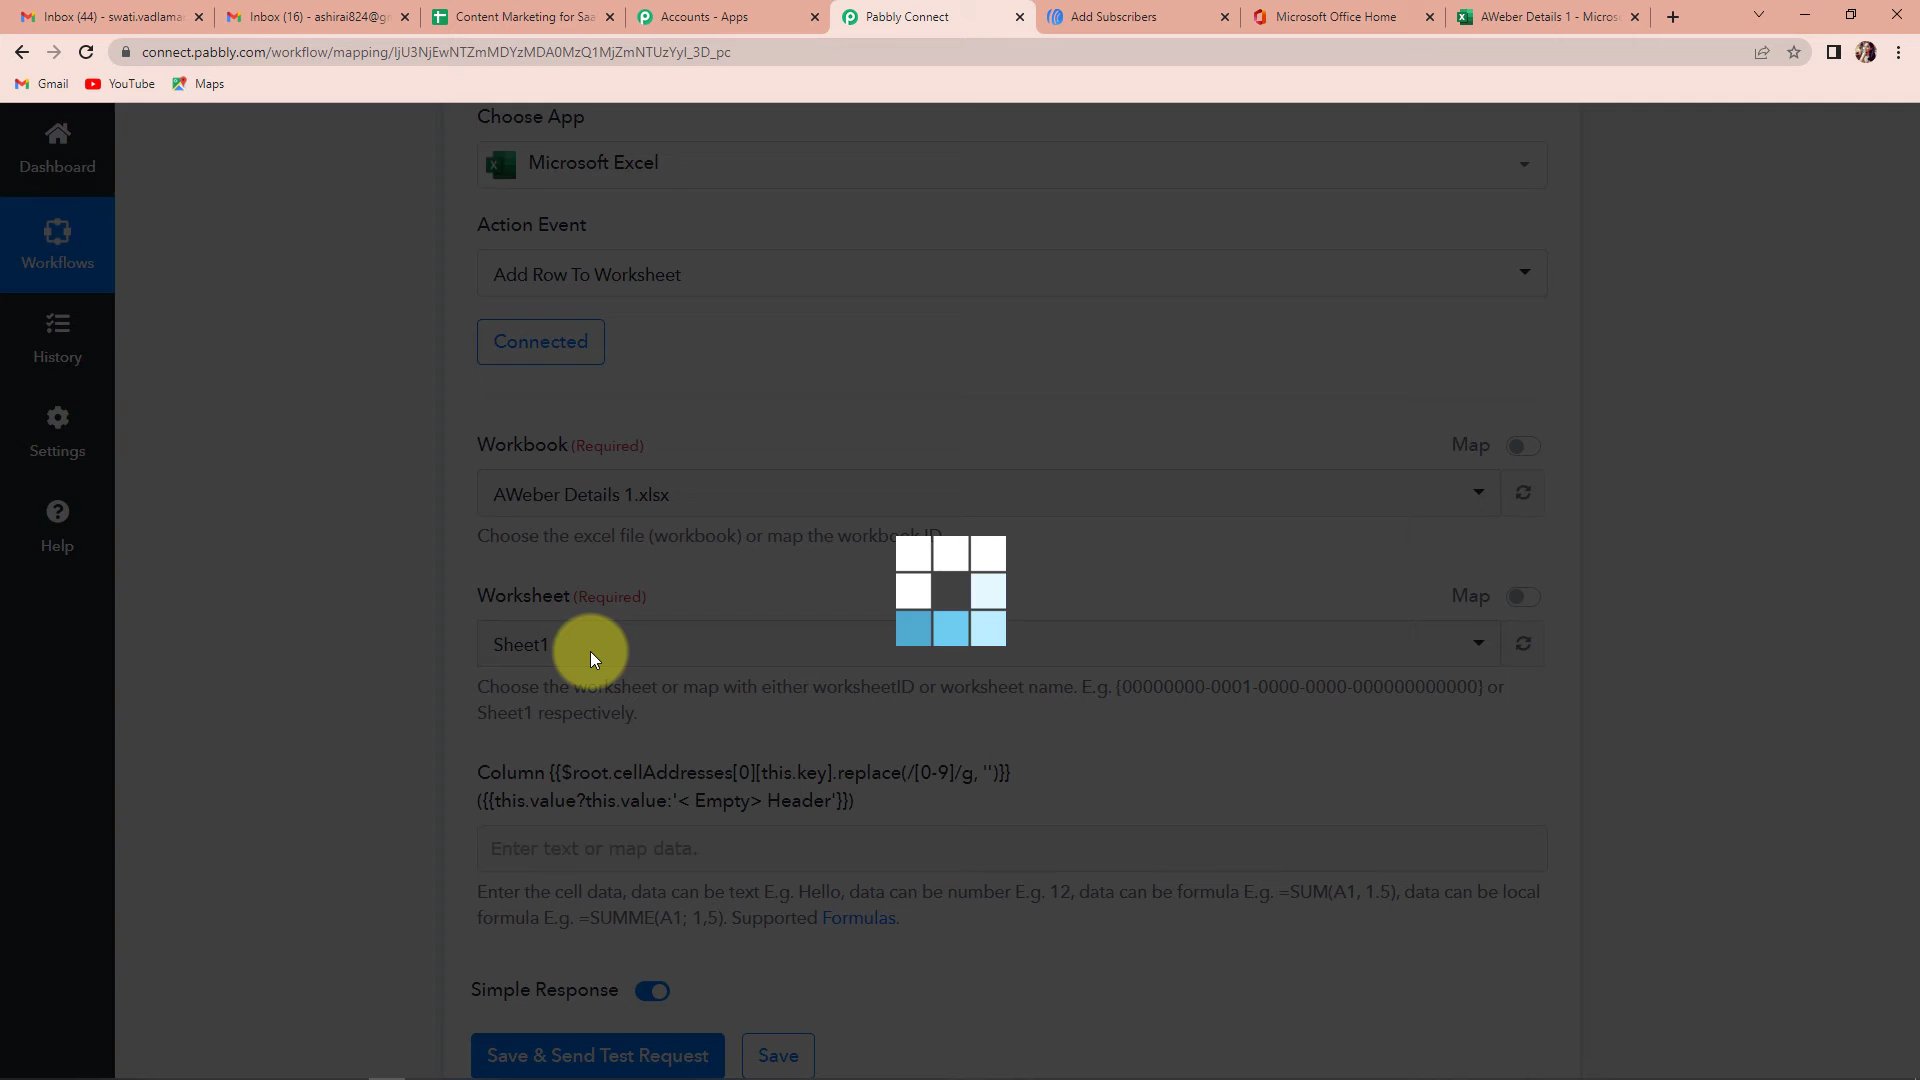 Inbox (44) - swati.vadlama
Inbox (16) - ashirai824@g
Content Marketing for Saa
Accounts - Apps
Pabbly Connect
Add Subscribers
Microsoft Office Home
AWeber Details 1 - Micros
connect.pabbly.com/workflow/mapping/IjU3NjEwNTZmMDYzMDA0MzQ1MjZmNTUzYyI_3D_pc
Gmail
YouTube
Maps
Dashboard
Workflows
History
Settings
Help
Choose App
Microsoft Excel
Action Event
Add Row To Worksheet
Connected
Workbook (Required)
Map
AWeber Details 1.xlsx
Choose the excel file (workbook) or map the workbook ID
Worksheet (Required)
Map
Sheet1
Choose the worksheet or map with either worksheetID or worksheet name. E.g. {00000000-0001-0000-0000-000000000000} or
Sheet1 respectively.
Column {{$root.cellAddresses[0][this.key].replace(/[0-9]/g, '')}}
({{this.value?this.value:'< Empty> Header'}})
Enter text or map data.
Enter the cell data, data can be text E.g. Hello, data can be number E.g. 12, data can be formula E.g. =SUM(A1, 1.5), data can be local
formula E.g. =SUMME(A1; 1,5). Supported Formulas.
Simple Response
Save & Send Test Request
Save